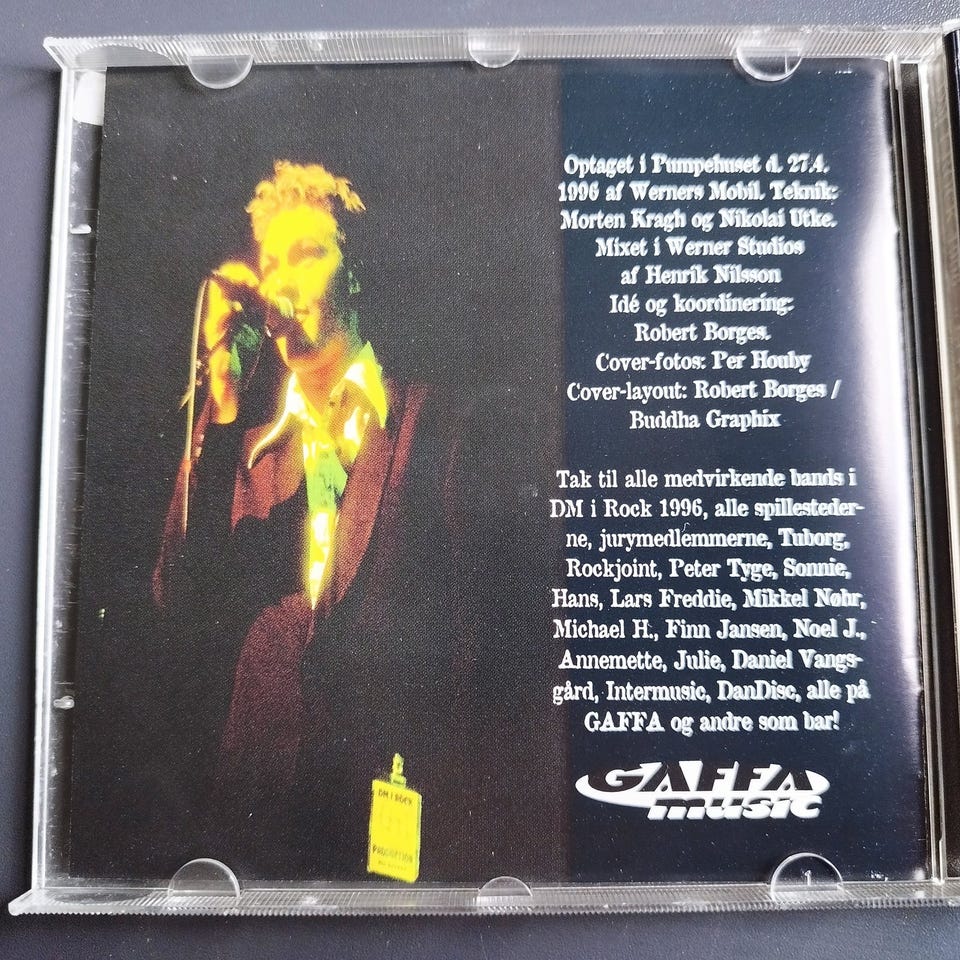 Optaget i Pumpehuset d. 27.4.
1996 af Werners Mobil. Teknik:
Morten Kragh og Nikolai Utke.
Mixet i Werner Studios
af Henrik Nilsson
Idé og koordinering:
Robert Borges.
Cover-fotos: Per Houby
Cover-layout: Robert Borges /
Buddha Graphix
Tak til alle medvirkende bands i
DM i Rock 1996, alle spillesteder-
ne, jurymedlemmerne, Tuborg,
Rockjoint, Peter Tyge, Sonnie,
Hans, Lars Freddie, Mikkel Nøhr,
Michael H., Finn Jansen, Noel J.,
Annemette, Julie, Daniel Vangs-
gård, Intermusic, DanDisc, alle på
GAFFA og andre som bar!
GAFFA
music
DM i ROCK
PRODUCTION
1